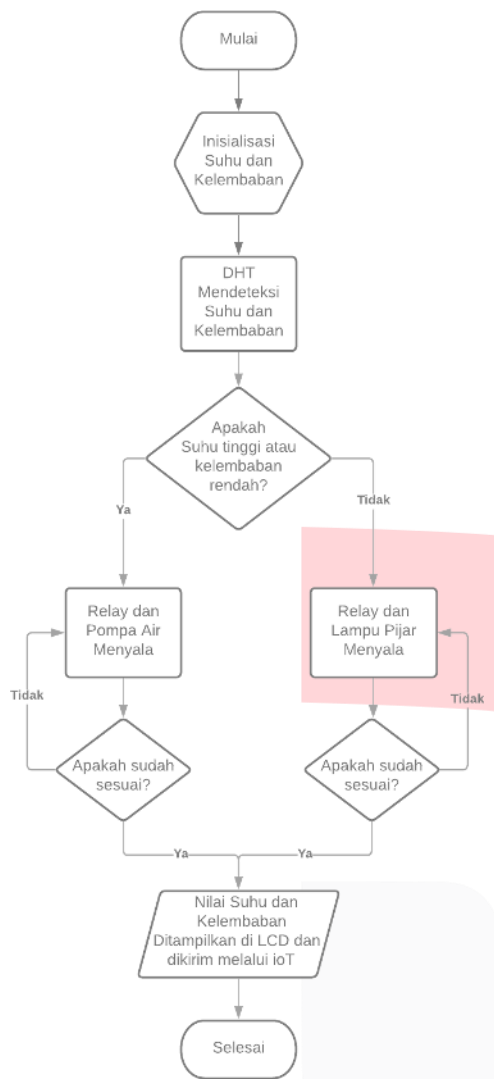 Mulai
Inisialisasi
Suhu dan
Kelembaban
DHT
Mendeteksi
Suhu dan
Kelembaban
Apakah
Suhu tinggi atau
kelembaban
rendah?
Ya
Tidak
Relay dan
Pompa Air
Menyala
Relay dan
Lampu Pijar
Menyala
Tidak
Tidak
Apakah sudah
sesuai?
Apakah sudah
sesuai?
Ya
Ya
Nilai Suhu dan
Kelembaban
Ditampilkan di LCD dan
dikirim melalui ioT
Selesai